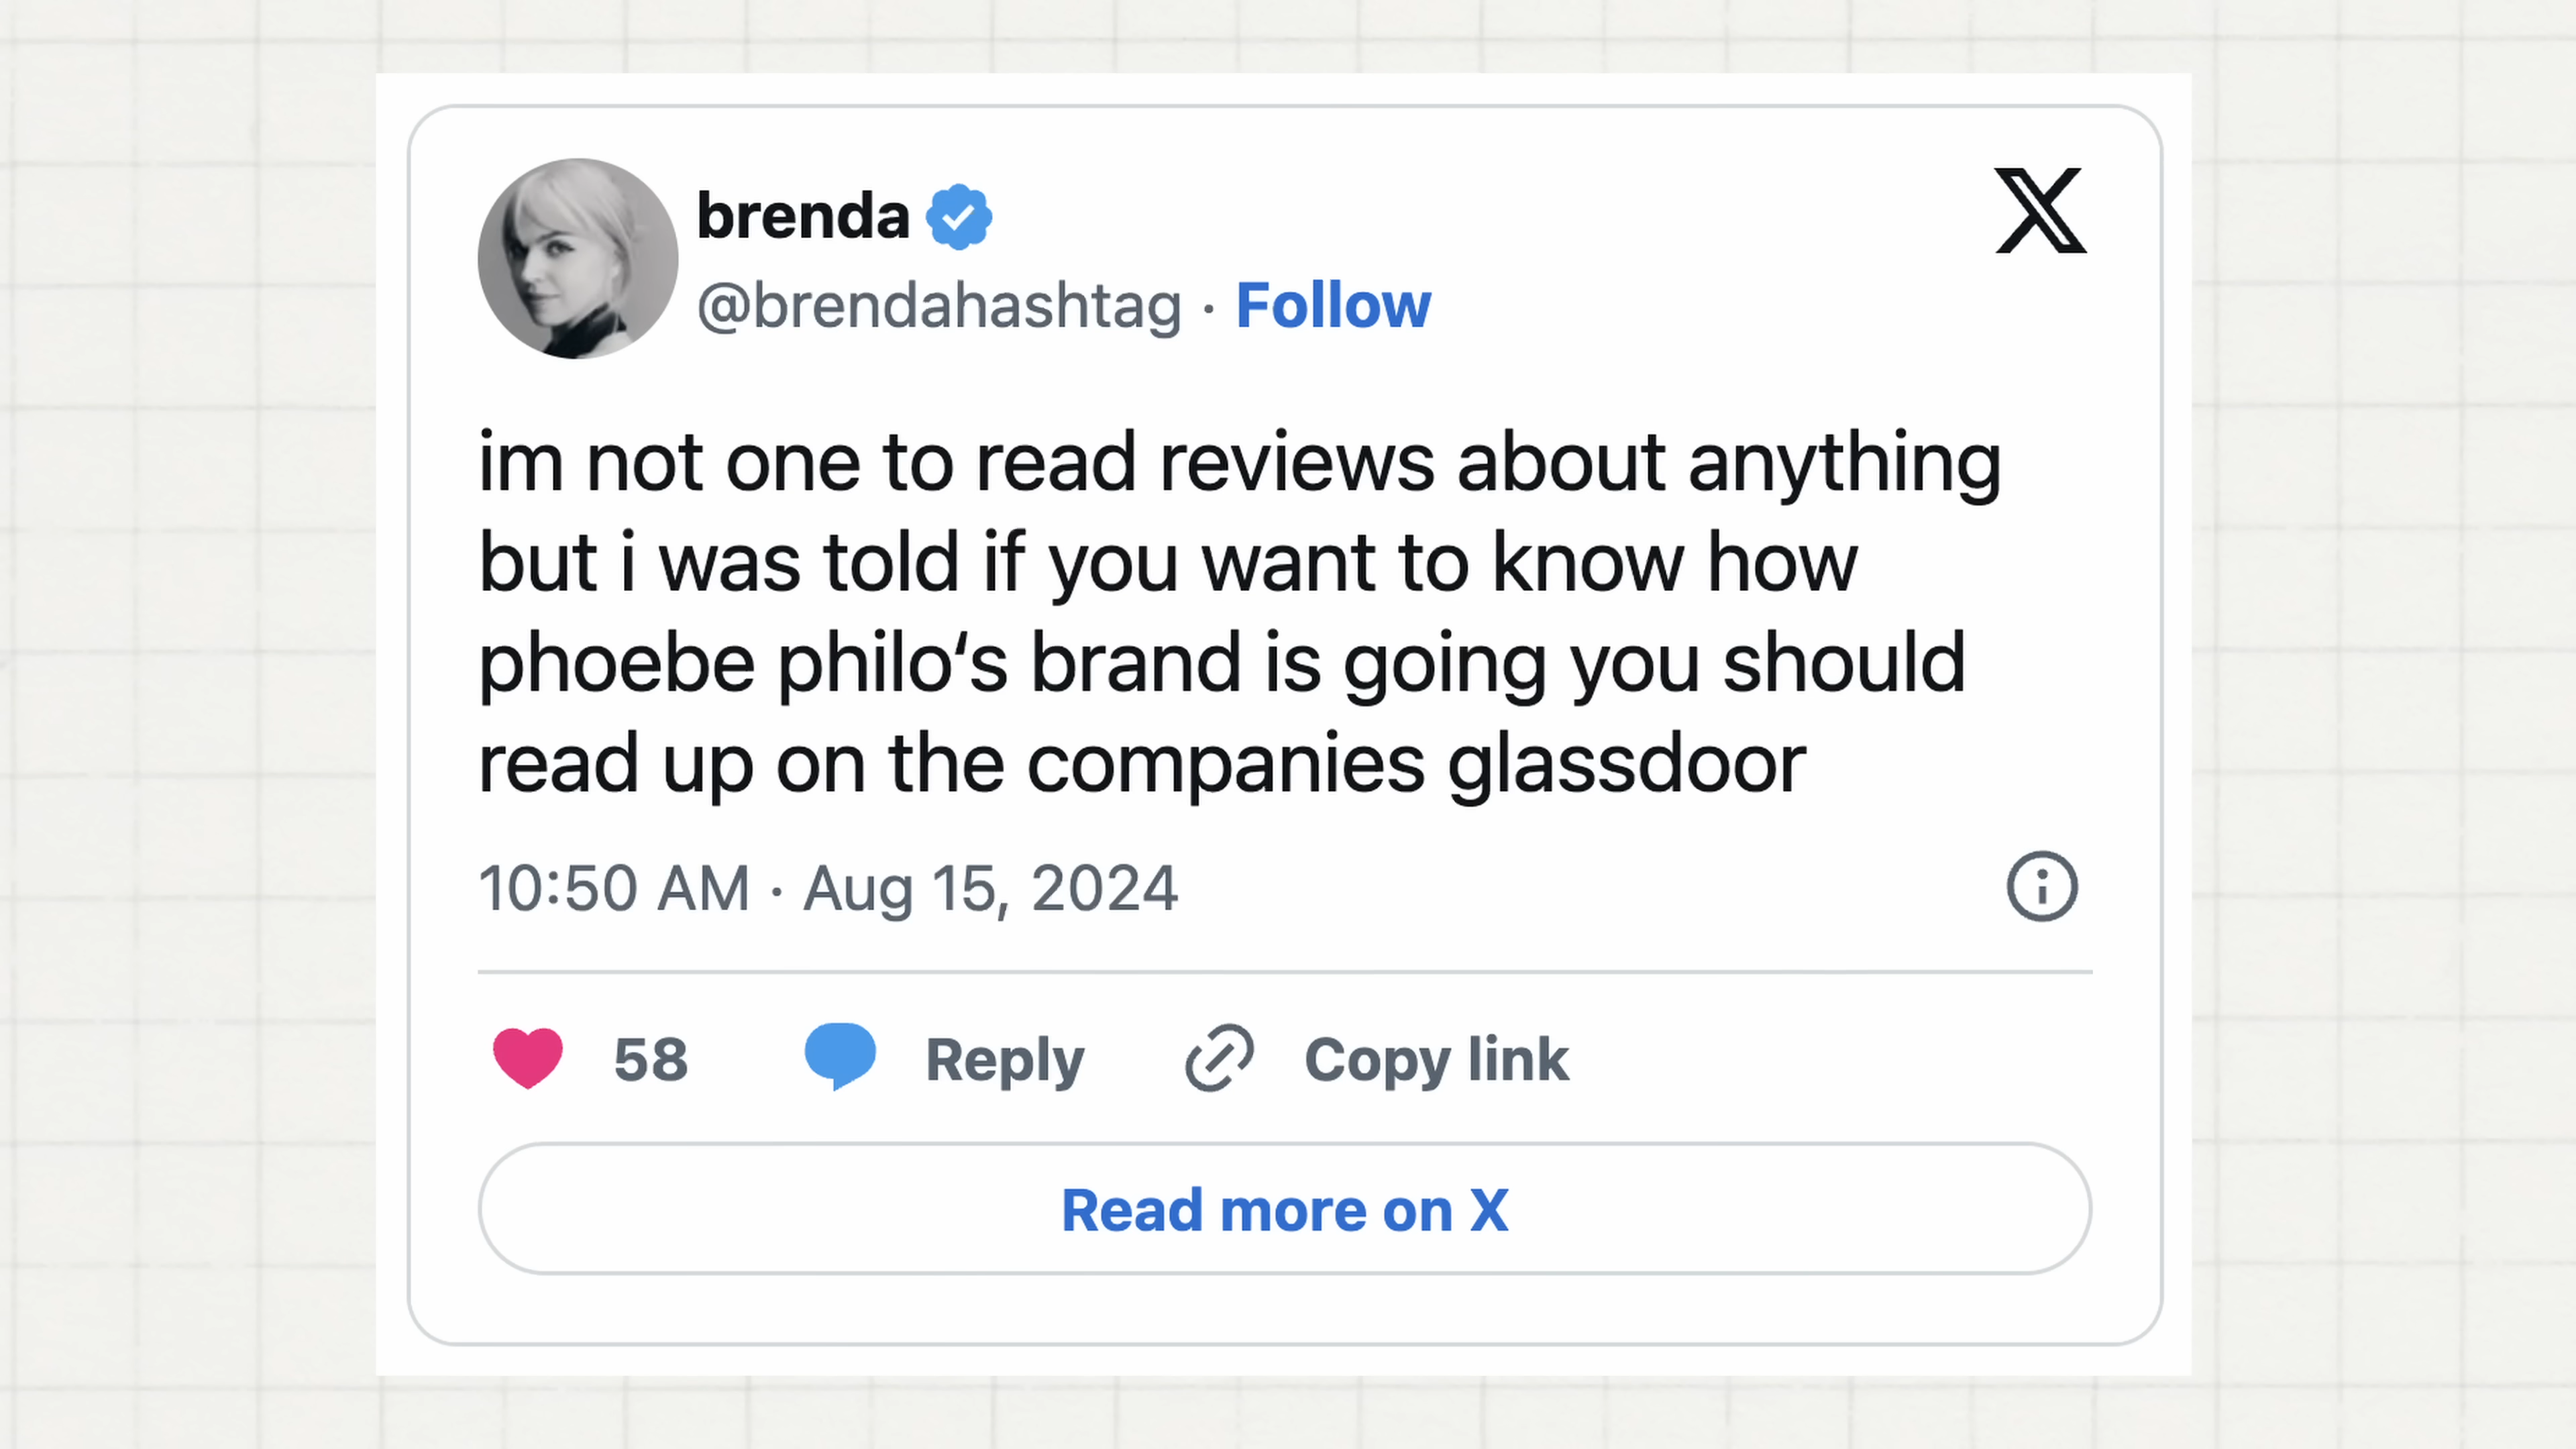 brenda
@brendahashtag · Follow
im not one to read reviews about anything
but i was told if you want to know how
phoebe philo‘s brand is going you should
read up on the companies glassdoor
10:50 AM · Aug 15, 2024
58 Reply Copy link
Read more on X